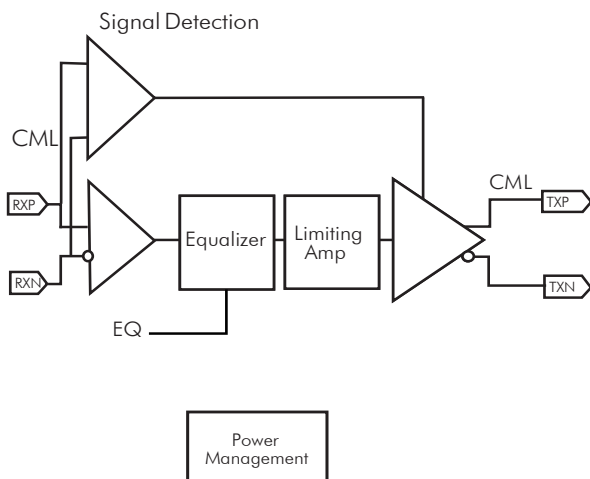 Signal Detection
CML
RXP
RXN
Equalizer
Limiting
Amp
CML
TXP
TXN
EQ
Power
Management